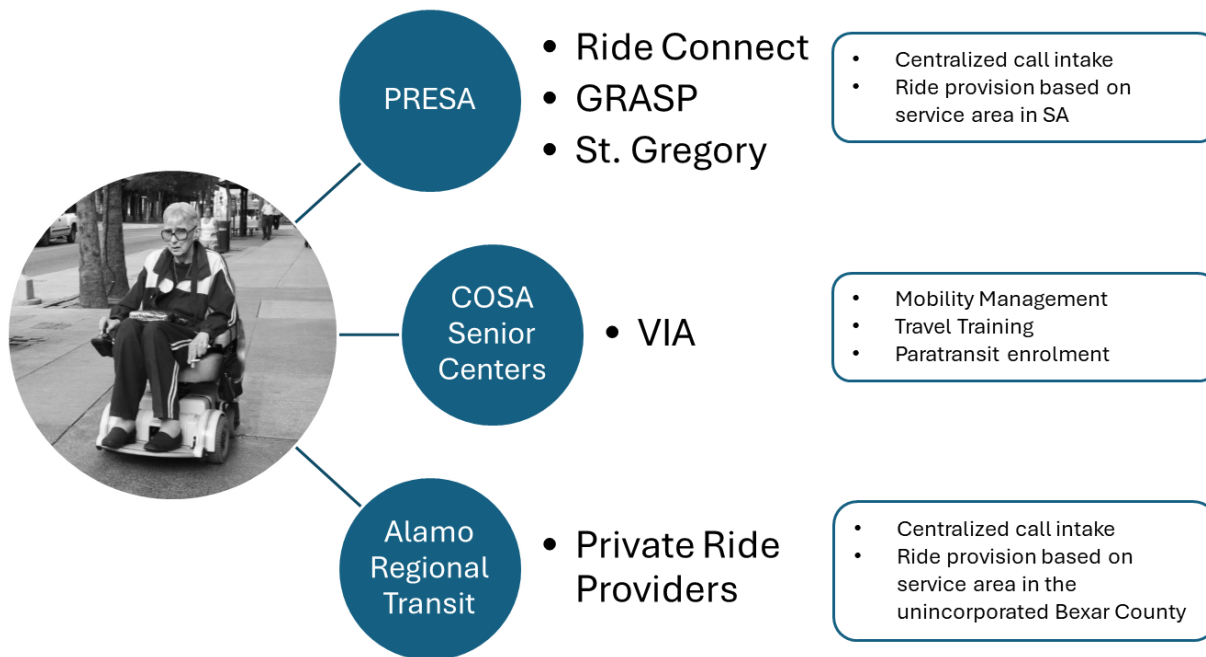 PRESA
• Ride Connect
• GRASP
• St. Gregory
• Centralized call intake
• Ride provision based on
service area in SA
COSA
Senior
Centers
• VIA
• Mobility Management
• Travel Training
• Paratransit enrolment
Alamo
Regional
Transit
• Private Ride
Providers
• Centralized call intake
• Ride provision based on
service area in the
unincorporated Bexar County